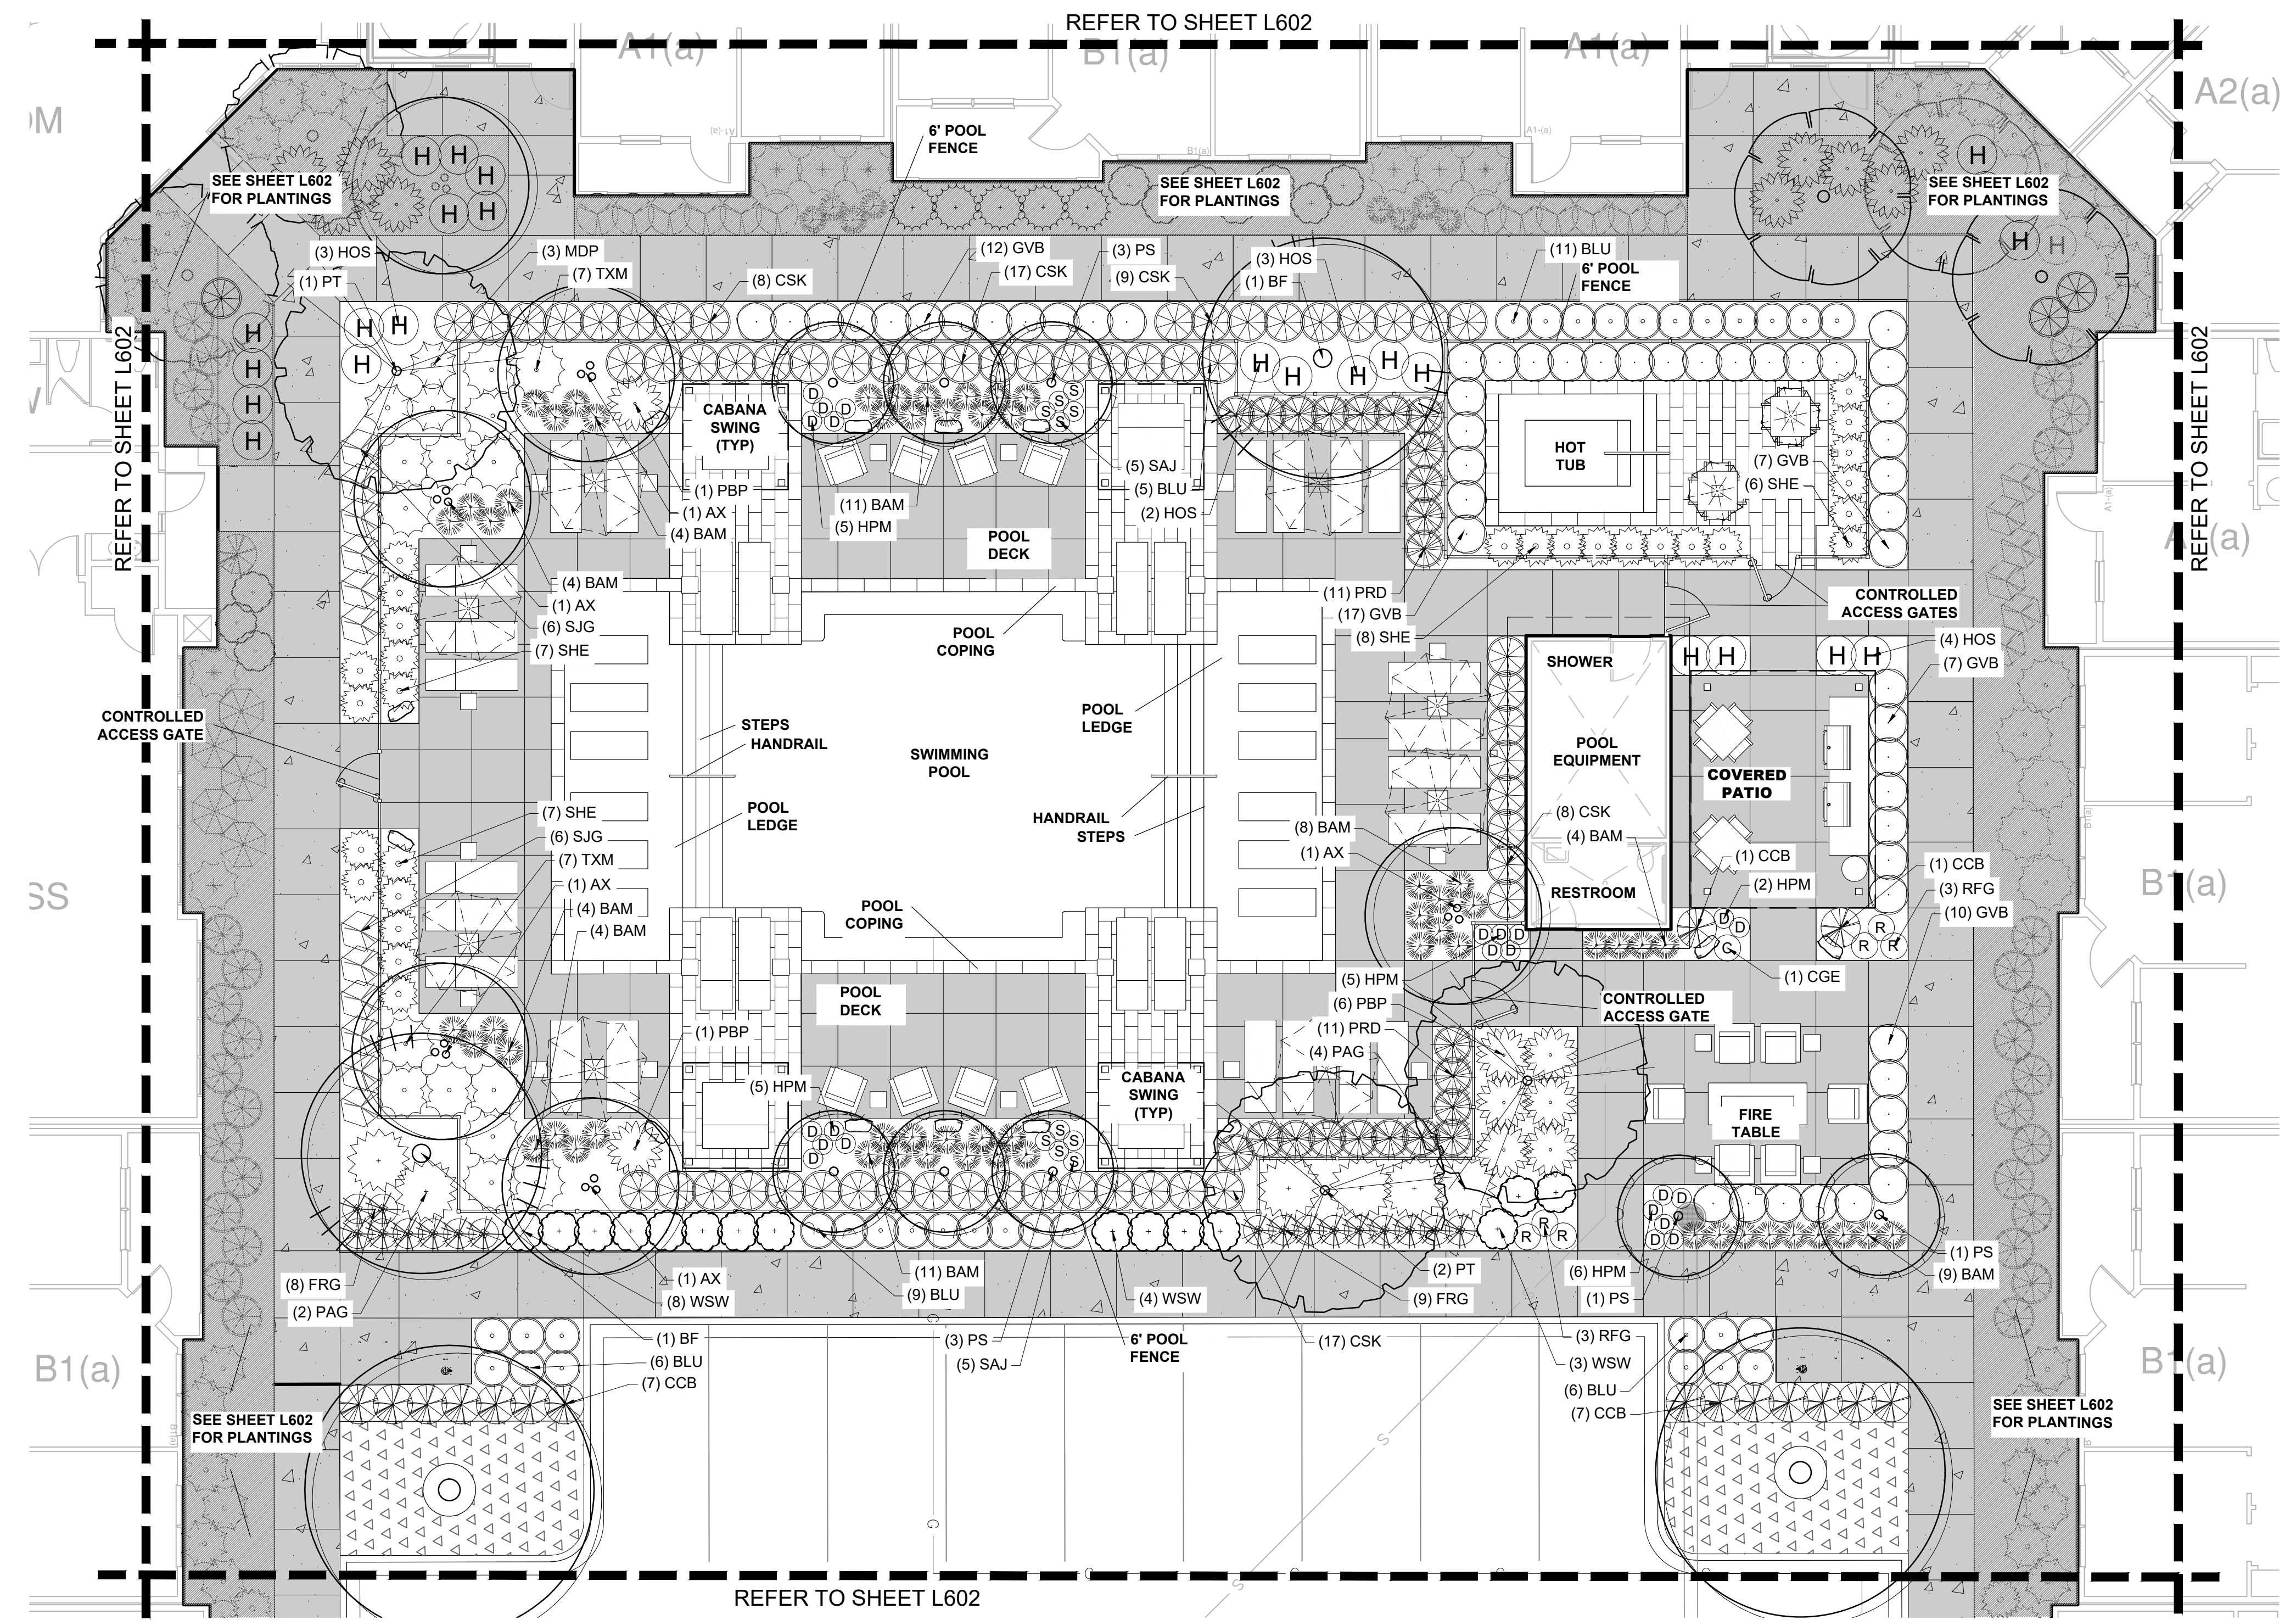 REFER TO SHEET L602
A1(a)
B1(a)
A1(a)
A2(a)
6' POOL
FENCE
SEE SHEET L602
FOR PLANTINGS
SEE SHEET L602
FOR PLANTINGS
SEE SHEET L602
FOR PLANTINGS
H H H H H
H
H H
(3) HOS
(1) PT
(3) MDP
(7) TXM
(8) CSK
(12) GVB
(17) CSK
(3) PS
(9) CSK
(3) HOS
(1) BF
(11) BLU
6' POOL
FENCE
REFER TO SHEET L602
REFER TO SHEET L602
H H
H
H
H
H
H
H H H H H
CABANA
SWING
(TYP)
D D D D D
S S S S S
HOT
TUB
(7) GVB
(6) SHE
(5) SAJ
(5) BLU
(2) HOS
(1) PBP
(1) AX
(4) BAM
(11) BAM
(5) HPM
POOL
DECK
(4) BAM
(1) AX
(6) SJG
(7) SHE
(11) PRD
(17) GVB
(8) SHE
CONTROLLED
ACCESS GATES
POOL
COPING
SHOWER
H H H H
(4) HOS
(7) GVB
CONTROLLED
ACCESS GATE
STEPS
HANDRAIL
POOL
LEDGE
SWIMMING
POOL
POOL
EQUIPMENT
COVERED
PATIO
POOL
LEDGE
HANDRAIL
STEPS
(7) SHE
(6) SJG
(7) TXM
(1) AX
(4) BAM
(4) BAM
(8) BAM
(1) AX
(8) CSK
(4) BAM
RESTROOM
(1) CCB
(2) HPM
(1) CCB
(3) RFG
(10) GVB
B1(a)
SS
POOL
COPING
D D D D D
D D
C
R R R
(1) CGE
(5) HPM
(6) PBP
(11) PRD
(4) PAG
CONTROLLED
ACCESS GATE
POOL
DECK
(1) PBP
(5) HPM
CABANA
SWING
(TYP)
FIRE
TABLE
D D D D D
S S S S S
D D D D D D
R R R
(8) FRG
(2) PAG
(1) AX
(8) WSW
(11) BAM
(9) BLU
(4) WSW
(2) PT
(9) FRG
(6) HPM
(1) PS
(1) PS
(9) BAM
(1) BF
(6) BLU
(7) CCB
(3) PS
(5) SAJ
6' POOL
FENCE
(17) CSK
(3) RFG
(3) WSW
(6) BLU
(7) CCB
B1(a)
B1(a)
SEE SHEET L602
FOR PLANTINGS
SEE SHEET L602
FOR PLANTINGS
G
S
G
S
REFER TO SHEET L602